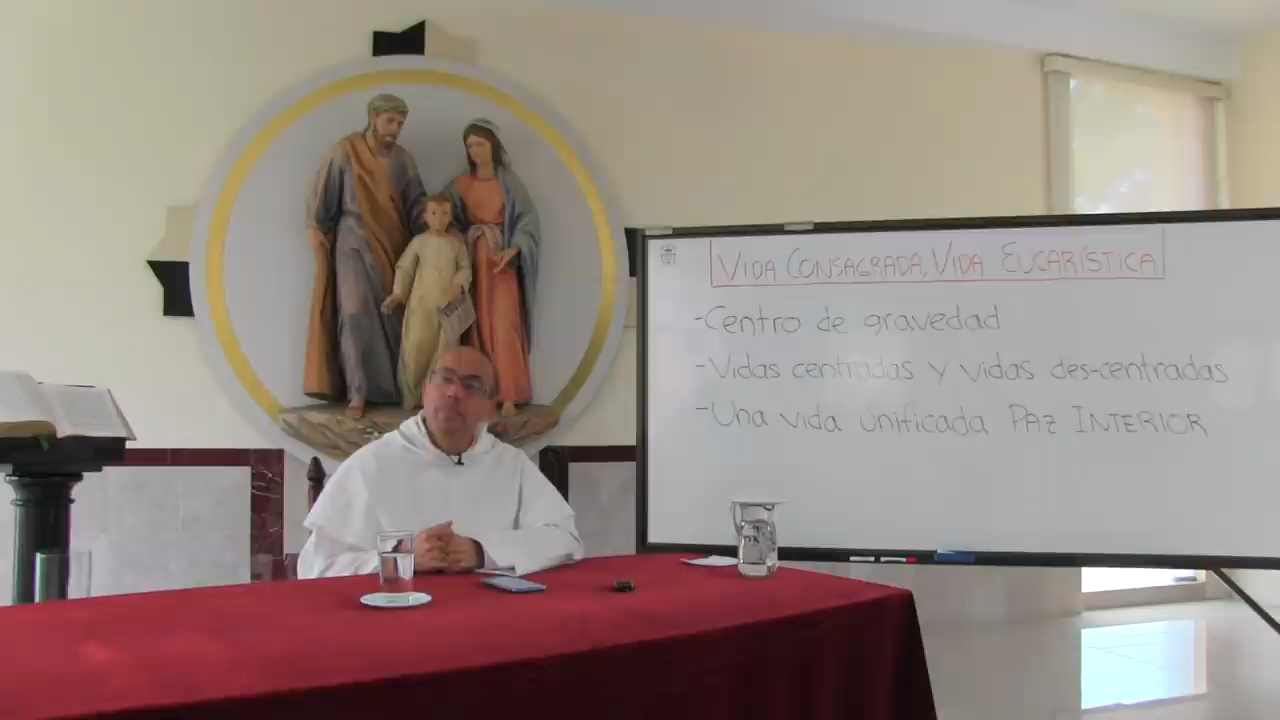 VIDA CONSAGRADA, VIDA EUCARÍSTICA
-Centro de gravedad
-Vidas centradas y vidas des-centradas
-Una vida unificada PAZ INTERIOR